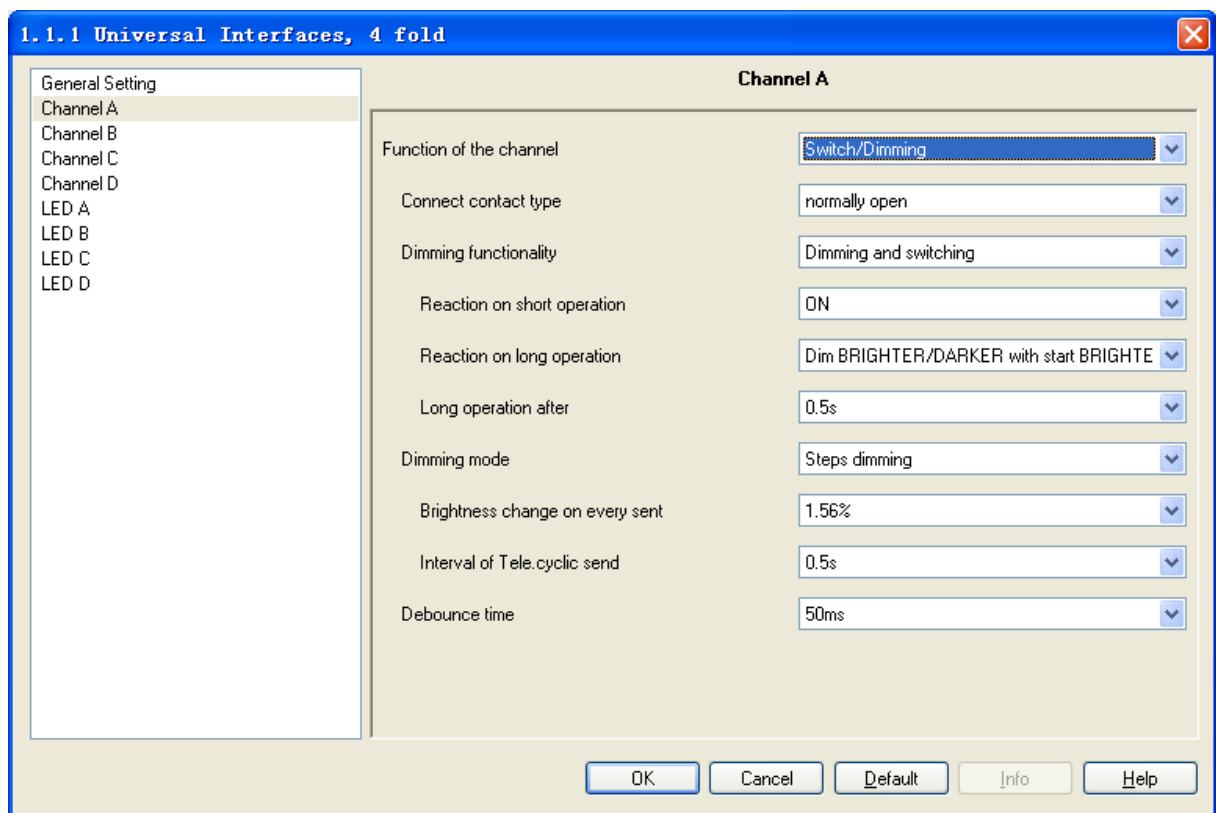 1.1.1 Universal Interfaces, 4 fold
General Setting
Channel A
Channel B
Channel C
Channel D
LED A
LED B
LED C
LED D
Channel A
Function of the channel Switch/Dimming
Connect contact type normally open
Dimming functionality Dimming and switching
Reaction on short operation ON
Reaction on long operation Dim BRIGHTER/DARKER with start BRIGHTE
Long operation after 0.5s
Dimming mode Steps dimming
Brightness change on every sent 1.56%
Interval of Tele.cyclic send 0.5s
Debounce time 50ms
OK Cancel Default Info Help